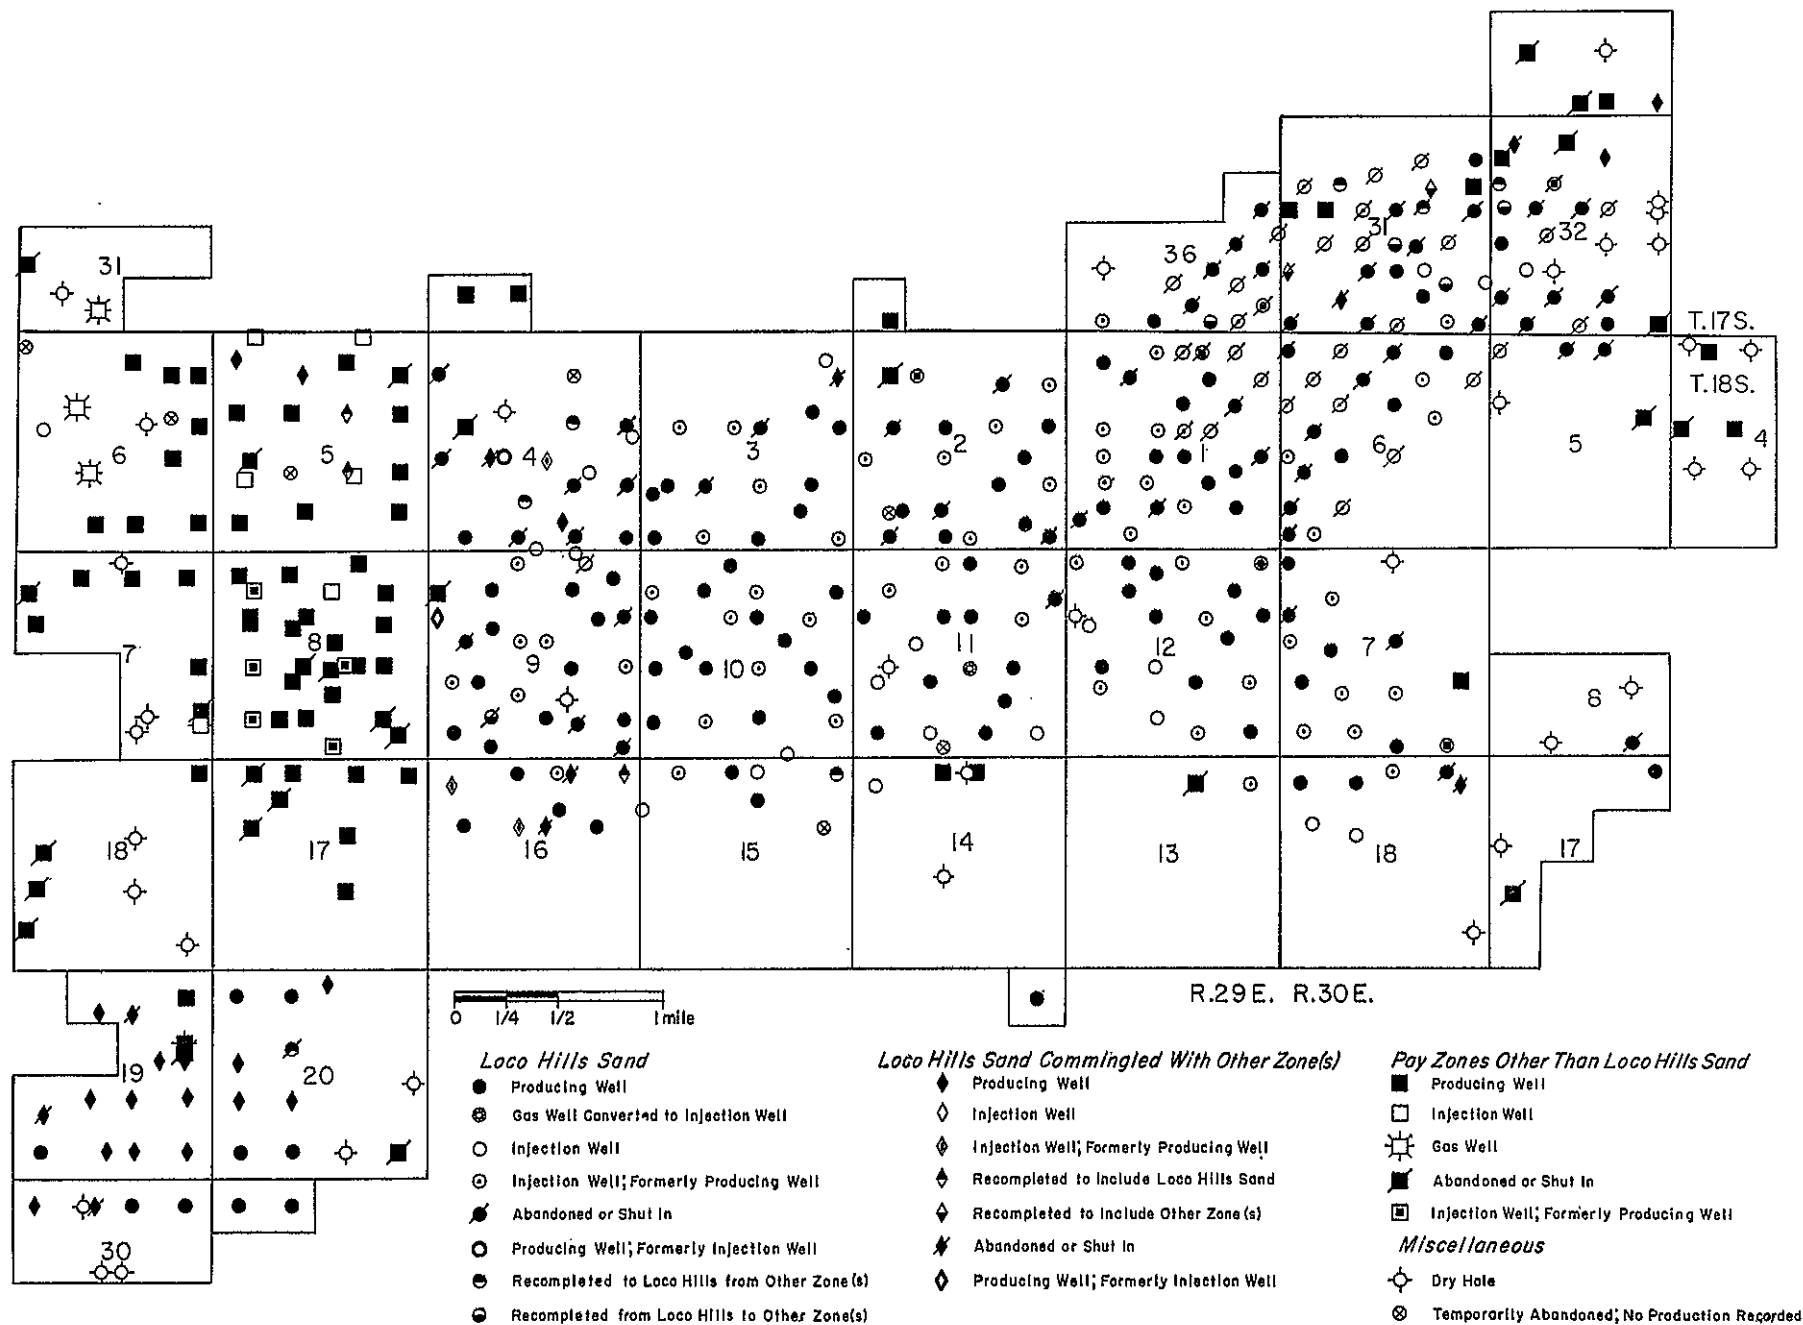 31
36
31
32
T.17S.
T.18S.
6
5
4
3
2
1
6
5
4
7
8
9
10
11
12
7
8
18
17
16
15
14
13
18
17
R.29E. R.30E.
19
20
30
0 1/4 1/2 1 mile
Loco Hills Sand
Producing Well
Gas Well Converted to Injection Well
Injection Well
Injection Well; Formerly Producing Well
Abandoned or Shut In
Producing Well; Formerly Injection Well
Recompleted to Loco Hills from Other Zone(s)
Recompleted from Loco Hills to Other Zone(s)
Loco Hills Sand Commingled With Other Zone(s)
Producing Well
Injection Well
Injection Well; Formerly Producing Well
Recompleted to Include Loco Hills Sand
Recompleted to Include Other Zone(s)
Abandoned or Shut In
Producing Well; Formerly Injection Well
Pay Zones Other Than Loco Hills Sand
Producing Well
Injection Well
Gas Well
Abandoned or Shut In
Injection Well; Formerly Producing Well
Miscellaneous
Dry Hole
Temporarily Abandoned; No Production Recorded